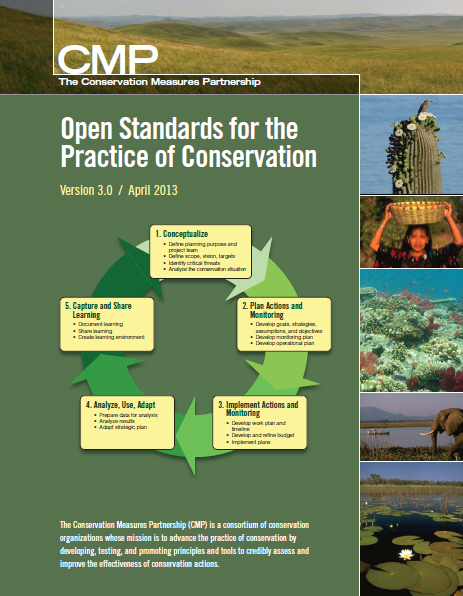 CMP
The Conservation Measures Partnership
Open Standards for the
Practice of Conservation
Version 3.0 / April 2013
1. Conceptualize
• Define planning purpose and
project team
• Define scope, vision, targets
• Identify critical threats
• Analyze the conservation situation
2. Plan Actions and
Monitoring
• Develop goals, strategies,
assumptions, and objectives
• Develop monitoring plan
• Develop operational plan
3. Implement Actions and
Monitoring
• Develop work plan and
timeline
• Develop and refine budget
• Implement plans
4. Analyze, Use, Adapt
• Prepare data for analysis
• Analyze results
• Adapt strategic plan
5. Capture and Share
Learning
• Document learning
• Share learning
• Create learning environment
The Conservation Measures Partnership (CMP) is a consortium of conservation
organizations whose mission is to advance the practice of conservation by
developing, testing, and promoting principles and tools to credibly assess and
improve the effectiveness of conservation actions.